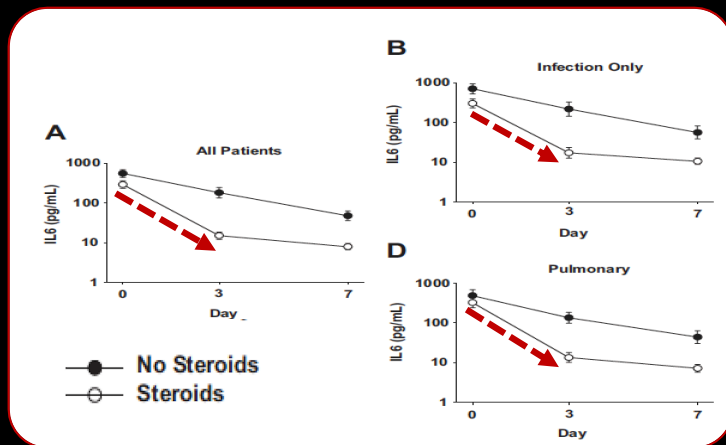 A
All Patients
IL6 (pg/mL)
1000
100
10
1
0
3
7
Day
No Steroids
Steroids
B
Infection Only
IL6 (pg/mL)
1000
100
10
1
0
3
7
Day
D
Pulmonary
IL6 (pg/mL)
1000
100
10
1
0
3
7
Day